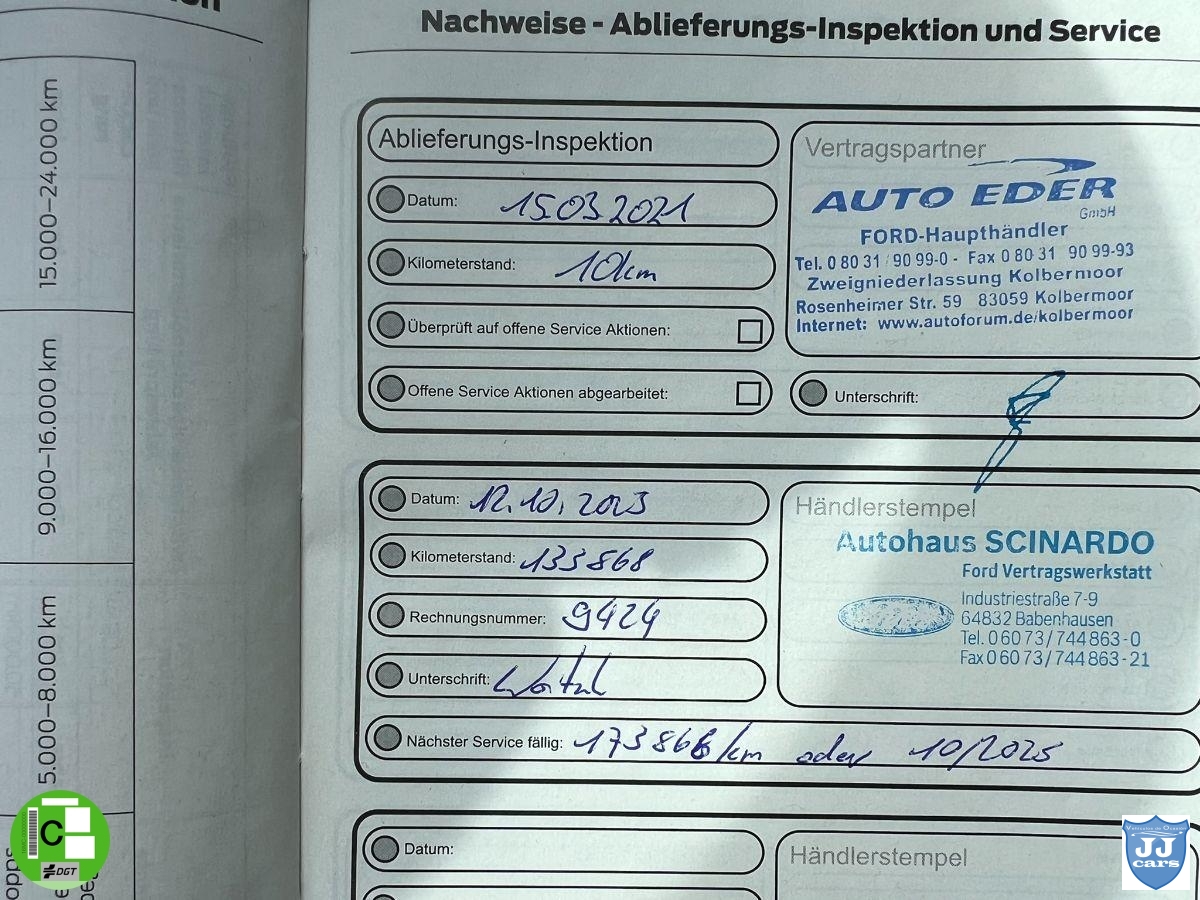 Nachweise - Ablieferungs-Inspektion und Service
15.000–24.000 km
9.000–16.000 km
5.000–8.000 km
Ablieferungs-Inspektion
Datum: 15.03.2021
Kilometerstand: 10km
Überprüft auf offene Service Aktionen:
Offene Service Aktionen abgearbeitet:
Vertragspartner
AUTO EDER
GmbH
FORD-Haupthändler
Tel. 0 80 31 / 90 99-0 - Fax 0 80 31 90 99-93
Zweigniederlassung Kolbermoor
Rosenheimer Str. 59 83059 Kolbermoor
Internet: www.autoforum.de/kolbermoor
Unterschrift:
Datum: 12.10.2023
Kilometerstand: 133868
Rechnungsnummer: 9424
Unterschrift:
Nächster Service fällig: 173868/km oder 10/2025
Händlerstempel
Autohaus SCINARDO
Ford Vertragswerkstatt
Industriestraße 7-9
64832 Babenhausen
Tel. 0 60 73 / 744 863-0
Fax 0 60 73 / 744 863-21
Datum:
Händlerstempel
C
DGT
JJ
cars